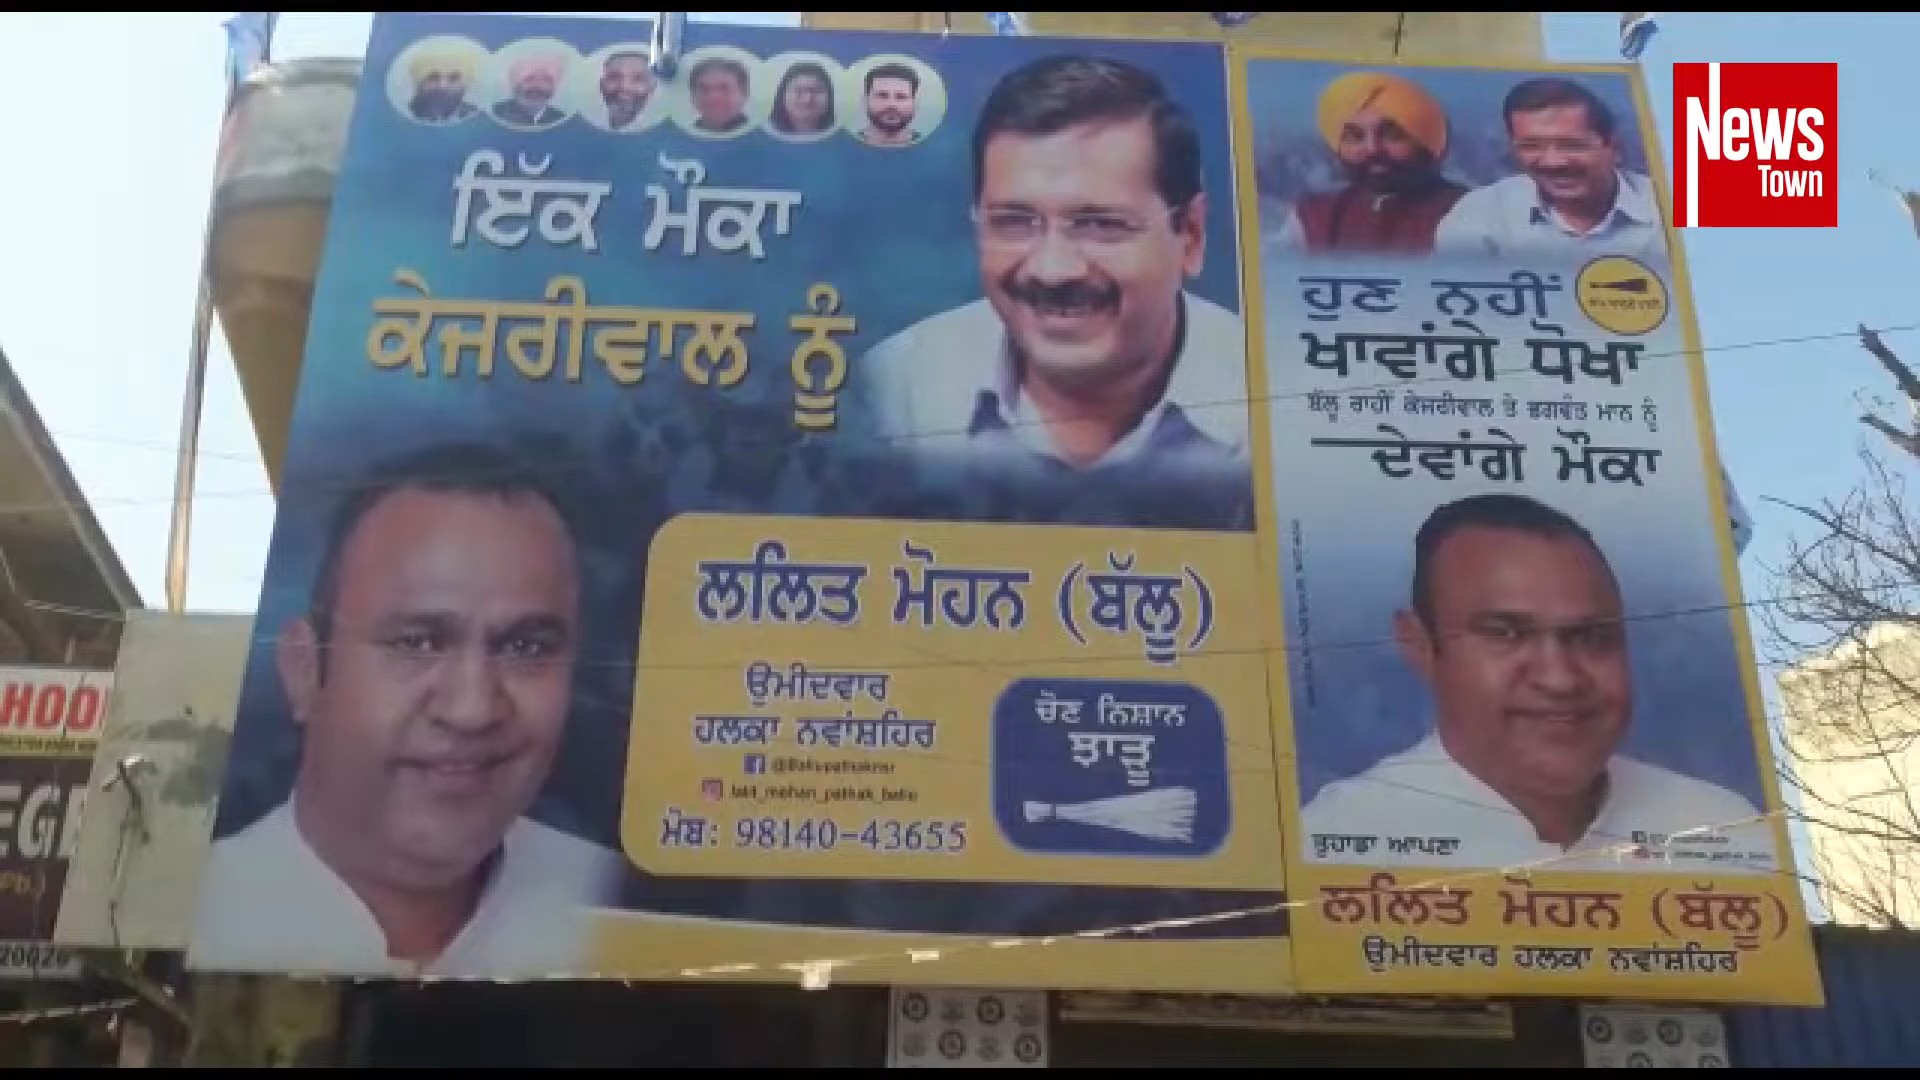 News
Town
ਇੱਕ ਮੌਕਾ
ਕੇਜਰੀਵਾਲ ਨੂੰ
ਲਲਿਤ ਮੋਹਨ (ਬੱਲੂ)
ਉਮੀਦਵਾਰ
ਹਲਕਾ ਨਵਾਂਸ਼ਹਿਰ
lalit_mohan_pathak_ballu
ਮੋਬ: 98140-43655
ਚੋਣ ਨਿਸ਼ਾਨ
ਝਾੜੂ
ਹੁਣ ਨਹੀਂ
ਖਾਵਾਂਗੇ ਧੋਖਾ
ਬੱਲੂ ਰਾਹੀਂ ਕੇਜਰੀਵਾਲ ਤੇ ਭਗਵੰਤ ਮਾਨ ਨੂੰ
ਦੇਵਾਂਗੇ ਮੌਕਾ
ਤੁਹਾਡਾ ਆਪਣਾ
ਲਲਿਤ ਮੋਹਨ (ਬੱਲੂ)
ਉਮੀਦਵਾਰ ਹਲਕਾ ਨਵਾਂਸ਼ਹਿਰ